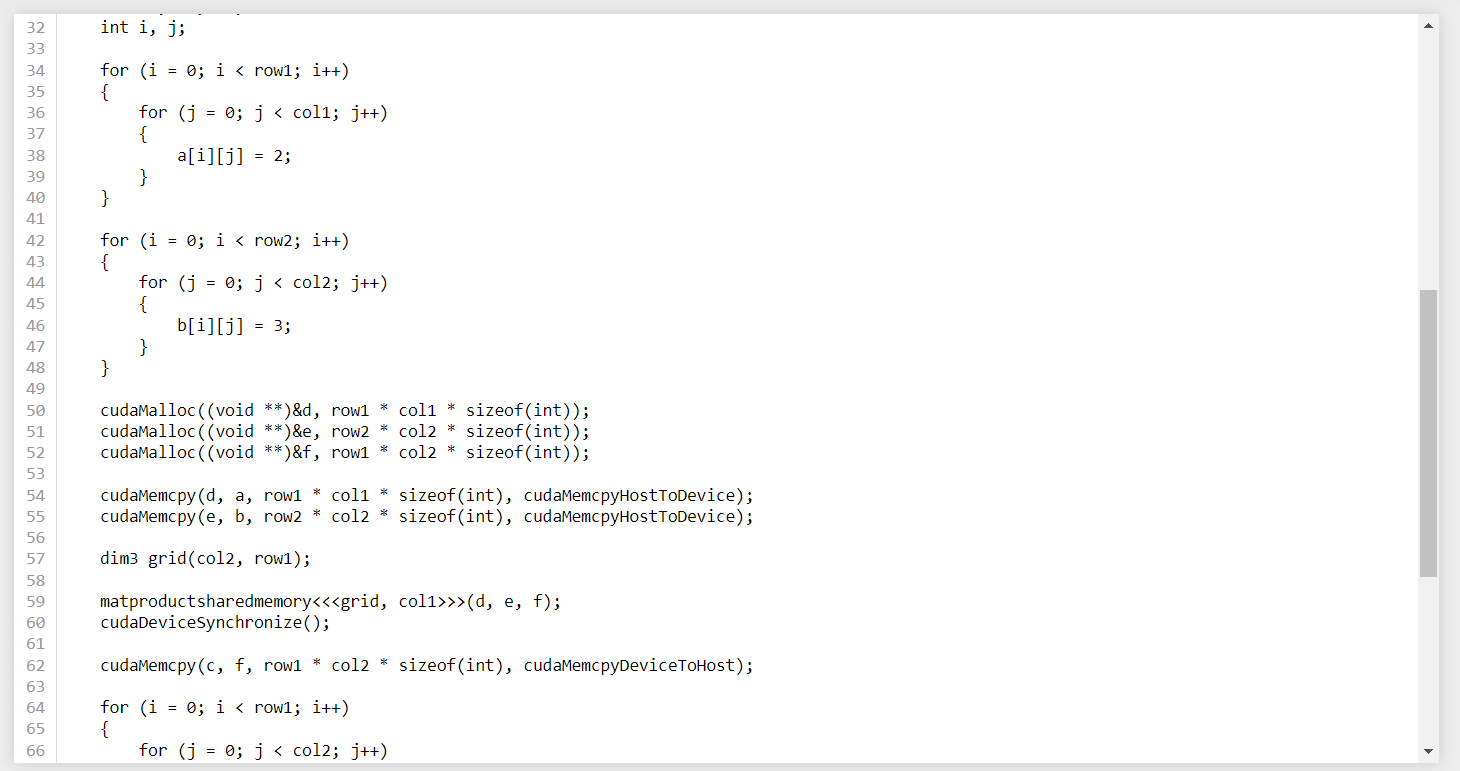 32 int i, j;
33
34 for (i = 0; i < row1; i++)
35 {
36 for (j = 0; j < col1; j++)
37 {
38 a[i][j] = 2;
39 }
40 }
41
42 for (i = 0; i < row2; i++)
43 {
44 for (j = 0; j < col2; j++)
45 {
46 b[i][j] = 3;
47 }
48 }
49
50 cudaMalloc((void **)&d, row1 * col1 * sizeof(int));
51 cudaMalloc((void **)&e, row2 * col2 * sizeof(int));
52 cudaMalloc((void **)&f, row1 * col2 * sizeof(int));
53
54 cudaMemcpy(d, a, row1 * col1 * sizeof(int), cudaMemcpyHostToDevice);
55 cudaMemcpy(e, b, row2 * col2 * sizeof(int), cudaMemcpyHostToDevice);
56
57 dim3 grid(col2, row1);
58
59 matproductsharedmemory<<<grid, col1>>>(d, e, f);
60 cudaDeviceSynchronize();
61
62 cudaMemcpy(c, f, row1 * col2 * sizeof(int), cudaMemcpyDeviceToHost);
63
64 for (i = 0; i < row1; i++)
65 {
66 for (j = 0; j < col2; j++)